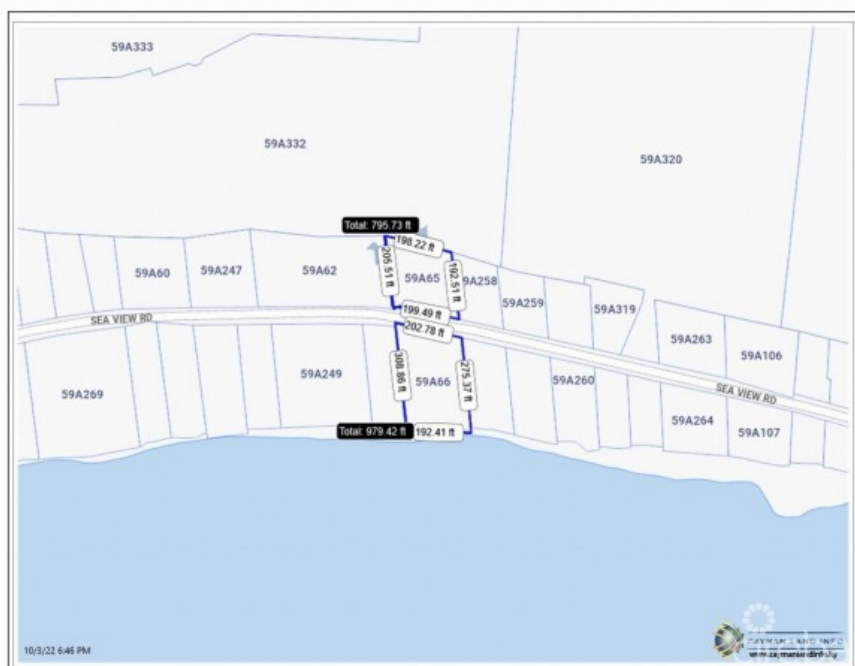 59A333
59A332
59A320
Total: 795.73 ft
198.22 ft
205.51 ft
192.51 ft
59A60
59A247
59A62
59A65
59A258
59A259
59A319
199.49 ft
SEA VIEW RD
202.78 ft
59A263
59A106
308.86 ft
275.37 ft
59A269
59A249
59A66
59A260
SEA VIEW RD
59A264
59A107
Total: 979.42 ft
192.41 ft
10/3/22 6:46 PM
CAYMAN LAND INFO
www.caymanlandinfo.ky